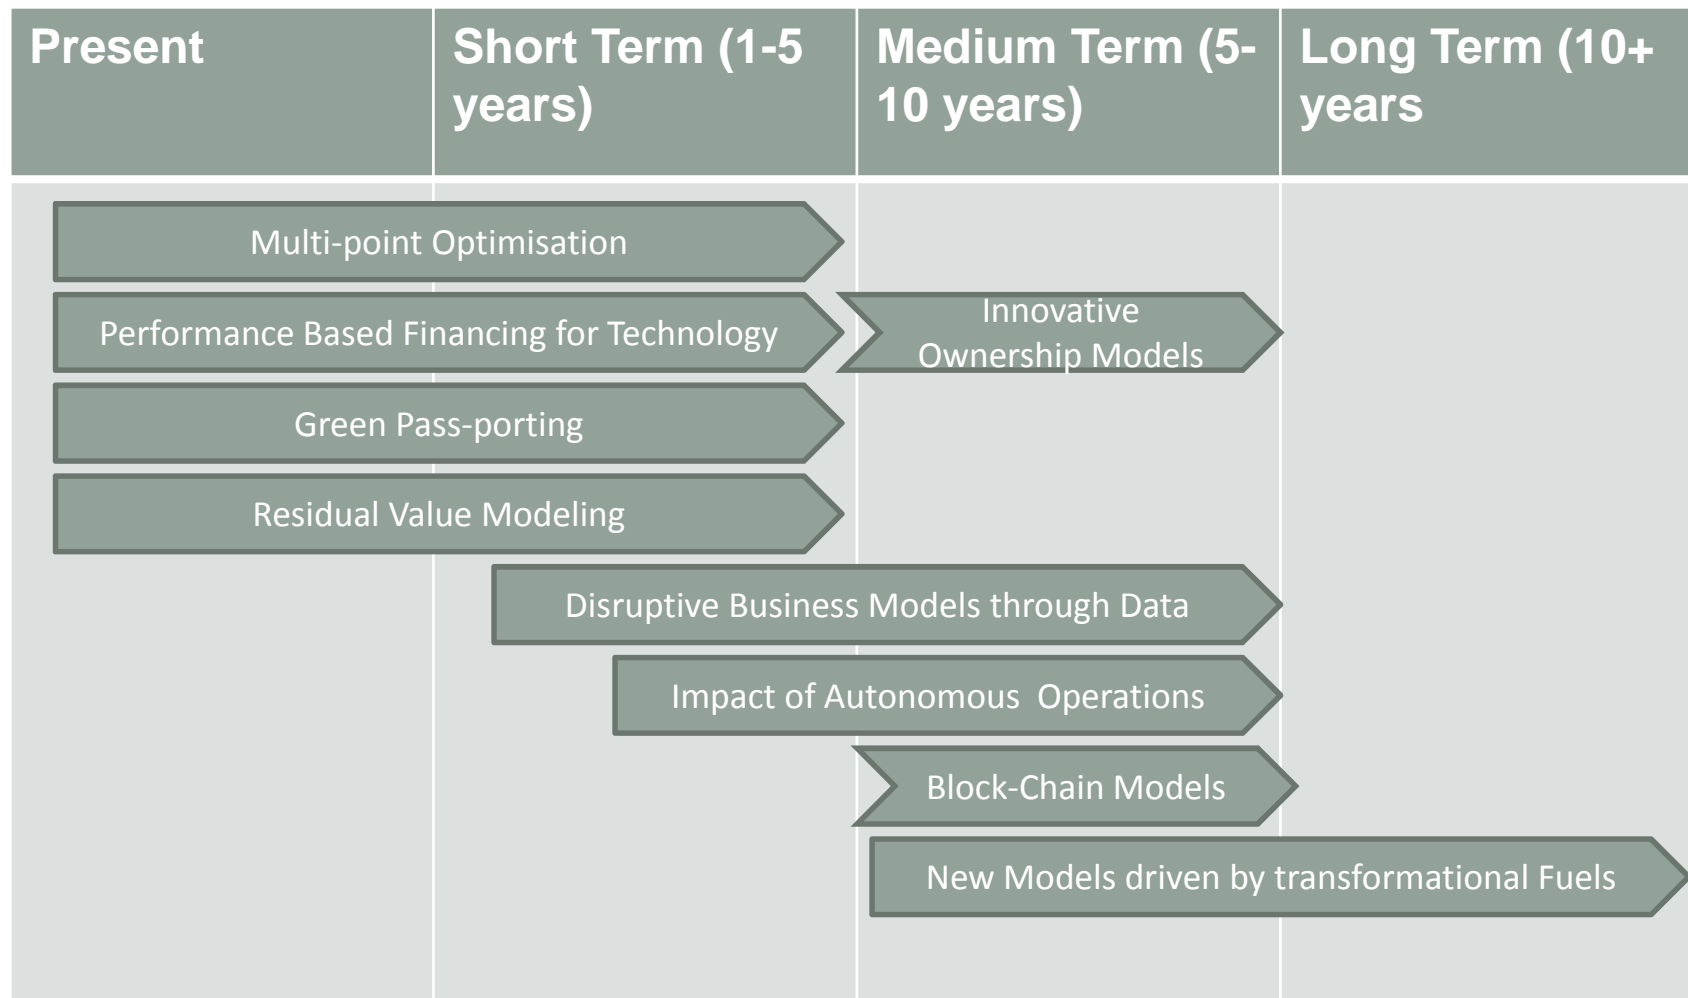 Present
Short Term (1-5
years)
Medium Term (5-
10 years)
Long Term (10+
years
Multi-point Optimisation
Performance Based Financing for Technology
Innovative
Ownership Models
Green Pass-porting
Residual Value Modeling
Disruptive Business Models through Data
Impact of Autonomous  Operations
Block-Chain Models
New Models driven by transformational Fuels